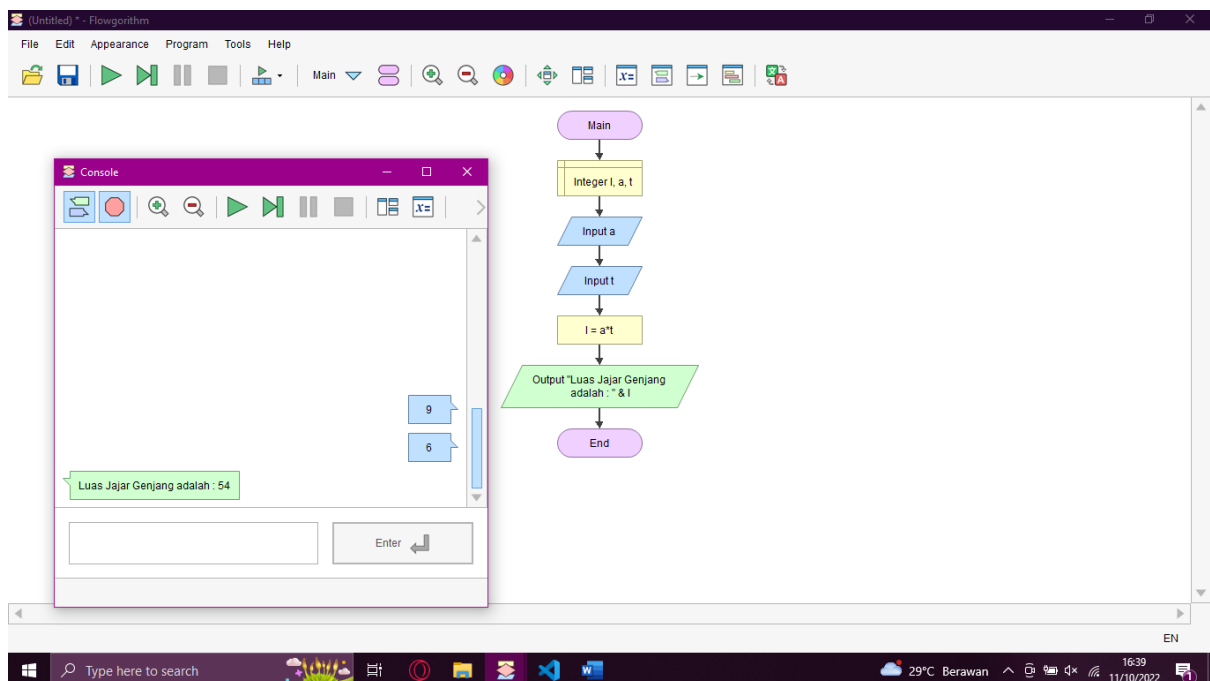 (Untitled) * - Flowgorithm
File Edit Appearance Program Tools Help
Main
x=
Main
Integer l, a, t
Input a
Input t
l = a*t
Output "Luas Jajar Genjang
adalah : " & l
End
Console
x=
9
6
Luas Jajar Genjang adalah : 54
Enter
EN
Type here to search
29°C Berawan
16:39
11/10/2022
1